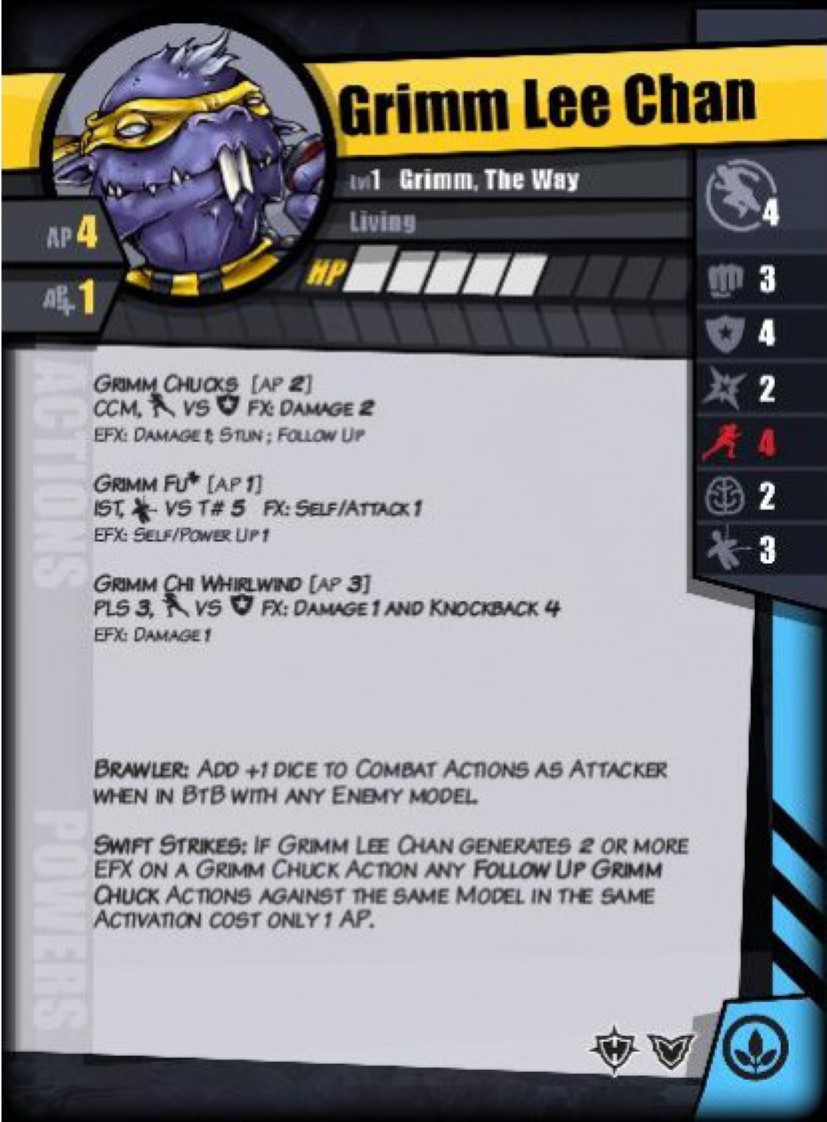 Grimm Lee Chan
Lvl1 Grimm, The Way
Living
AP 4
AP+ 1
HP
4
3
4
2
4
2
3
ACTIONS
GRIMM CHUCKS [AP 2]
CCM, VS FX: DAMAGE 2
EFX: DAMAGE 1; STUN ; FOLLOW UP
GRIMM FU+ [AP 1]
IST, VS T# 5 FX: SELF/ATTACK 1
EFX: SELF/POWER UP 1
GRIMM CHI WHIRLWIND [AP 3]
PLS 3, VS FX: DAMAGE 1 AND KNOCKBACK 4
EFX: DAMAGE 1
POWERS
BRAWLER: ADD +1 DICE TO COMBAT ACTIONS AS ATTACKER
WHEN IN BTB WITH ANY ENEMY MODEL.
SWIFT STRIKES: IF GRIMM LEE CHAN GENERATES 2 OR MORE
EFX ON A GRIMM CHUCK ACTION ANY FOLLOW UP GRIMM
CHUCK ACTIONS AGAINST THE SAME MODEL IN THE SAME
ACTIVATION COST ONLY 1 AP.
H